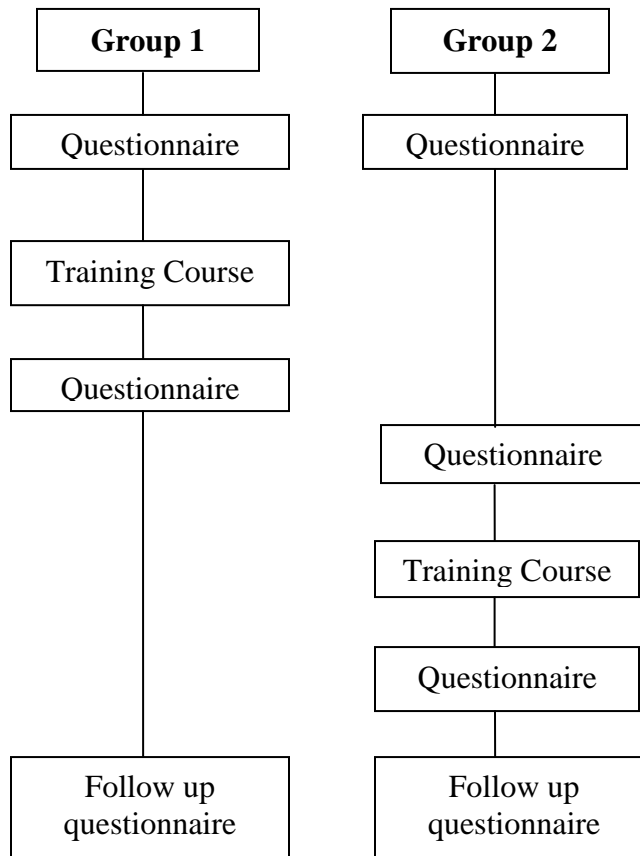 Group 1
Questionnaire
Training Course
Questionnaire
Follow up
questionnaire
Group 2
Questionnaire
Questionnaire
Training Course
Questionnaire
Follow up
questionnaire